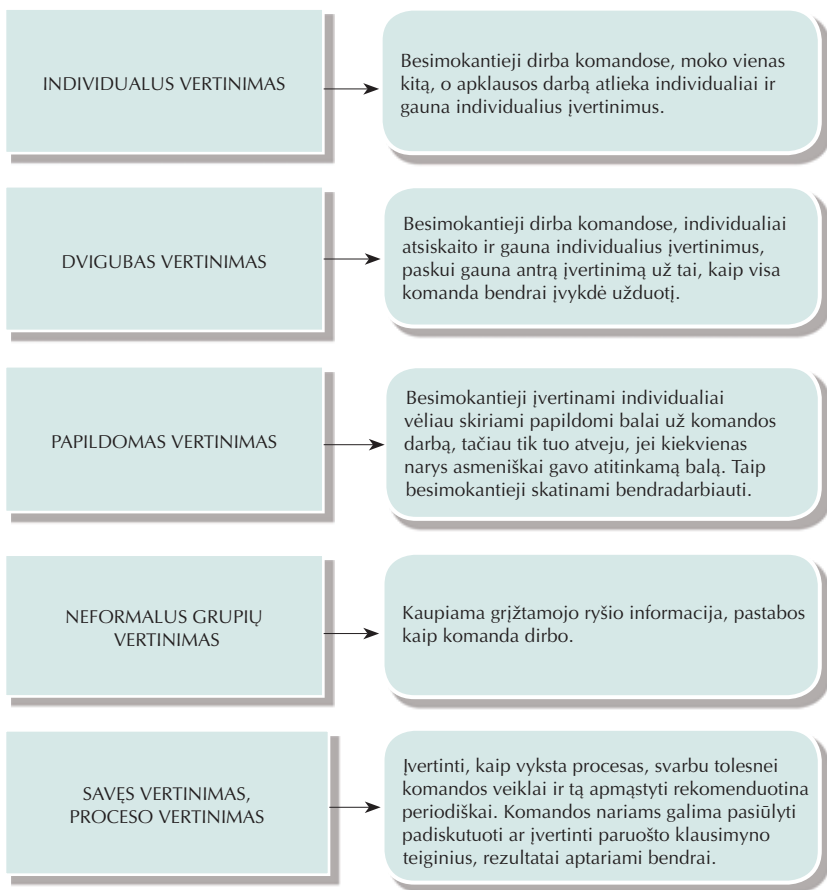 INDIVIDUALUS VERTINIMAS
Besimokantieji dirba komandose, moko vienas
kitą, o apklausos darbą atlieka individualiai ir
gauna individualius įvertinimus.
DVIGUBAS VERTINIMAS
Besimokantieji dirba komandose, individualiai
atsiskaito ir gauna individualius įvertinimus,
paskui gauna antrą įvertinimą už tai, kaip visa
komanda bendrai įvykdė užduotį.
PAPILDOMAS VERTINIMAS
Besimokantieji įvertinami individualiai
vėliau skiriami papildomi balai už komandos
darbą, tačiau tik tuo atveju, jei kiekvienas
narys asmeniškai gavo atitinkamą balą. Taip
besimokantieji skatinami bendradarbiauti.
NEFORMALUS GRUPIŲ
VERTINIMAS
Kaupiama grįžtamojo ryšio informacija, pastabos
kaip komanda dirbo.
SAVĘS VERTINIMAS,
PROCESO VERTINIMAS
Įvertinti, kaip vyksta procesas, svarbu tolesnei
komandos veiklai ir tą apmąstyti rekomenduotina
periodiškai. Komandos nariams galima pasiūlyti
padiskutuoti ar įvertinti paruošto klausimyno
teiginius, rezultatai aptariami bendrai.